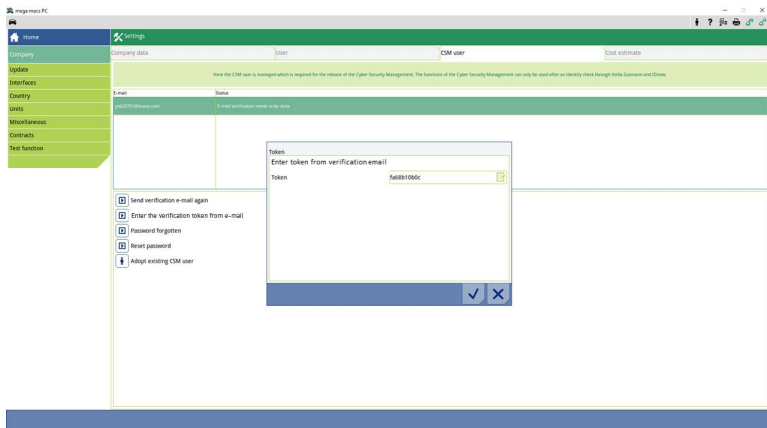 mega macs PC
Home
Settings
Company
Company data
User
CSM user
Cost estimate
Update
Interfaces
Country
Units
Miscellaneous
Contracts
Test function
Here the CSM user is managed which is required for the release of the Cyber Security Management. The functions of the Cyber Security Management can only be used after an identity check through Hella Gutmann and IDnow.
E-mail
Status
E-mail verification needs to be done
Token
Enter token from verification email
Token
fa68b10b0c
Send verification e-mail again
Enter the verification token from e-mail
Password forgotten
Reset password
Adopt existing CSM user